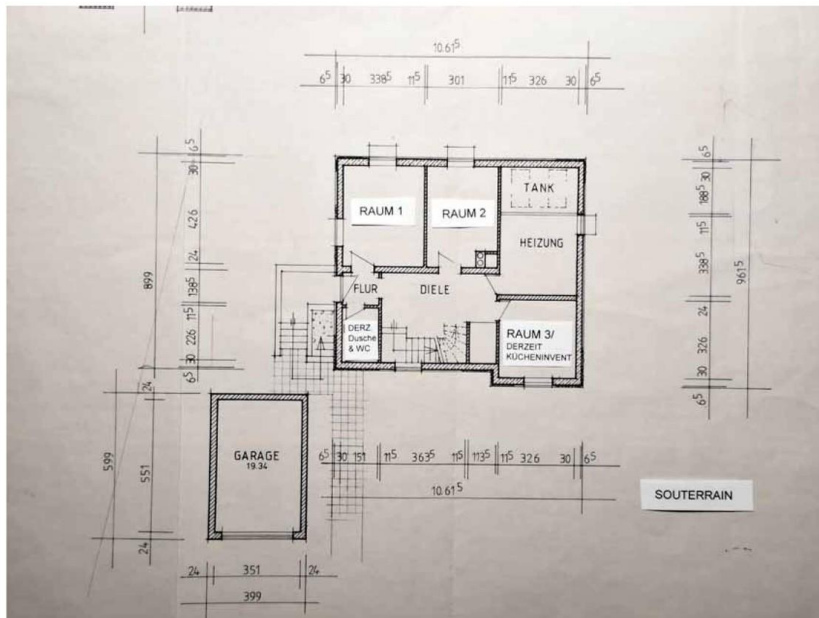 10.61⁵
6⁵ 30 338⁵ 11⁵ 301 11⁵ 326 30 6⁵
6⁵ 30 426 24 138⁵ 11⁵ 226 30 6⁵
899
24
599
551
24
RAUM 1
RAUM 2
TANK
HEIZUNG
FLUR
DIELE
DERZ.
Dusche
& WC
RAUM 3/
DERZEIT
KÜCHENINVENT
6⁵ 30 188⁵ 11⁵ 338⁵ 24 326 30 6⁵
961⁵
GARAGE
19.34
6⁵ 30 151 11⁵ 363⁵ 11⁵ 113⁵ 11⁵ 326 30 6⁵
10.61⁵
SOUTERRAIN
24 351 24
399